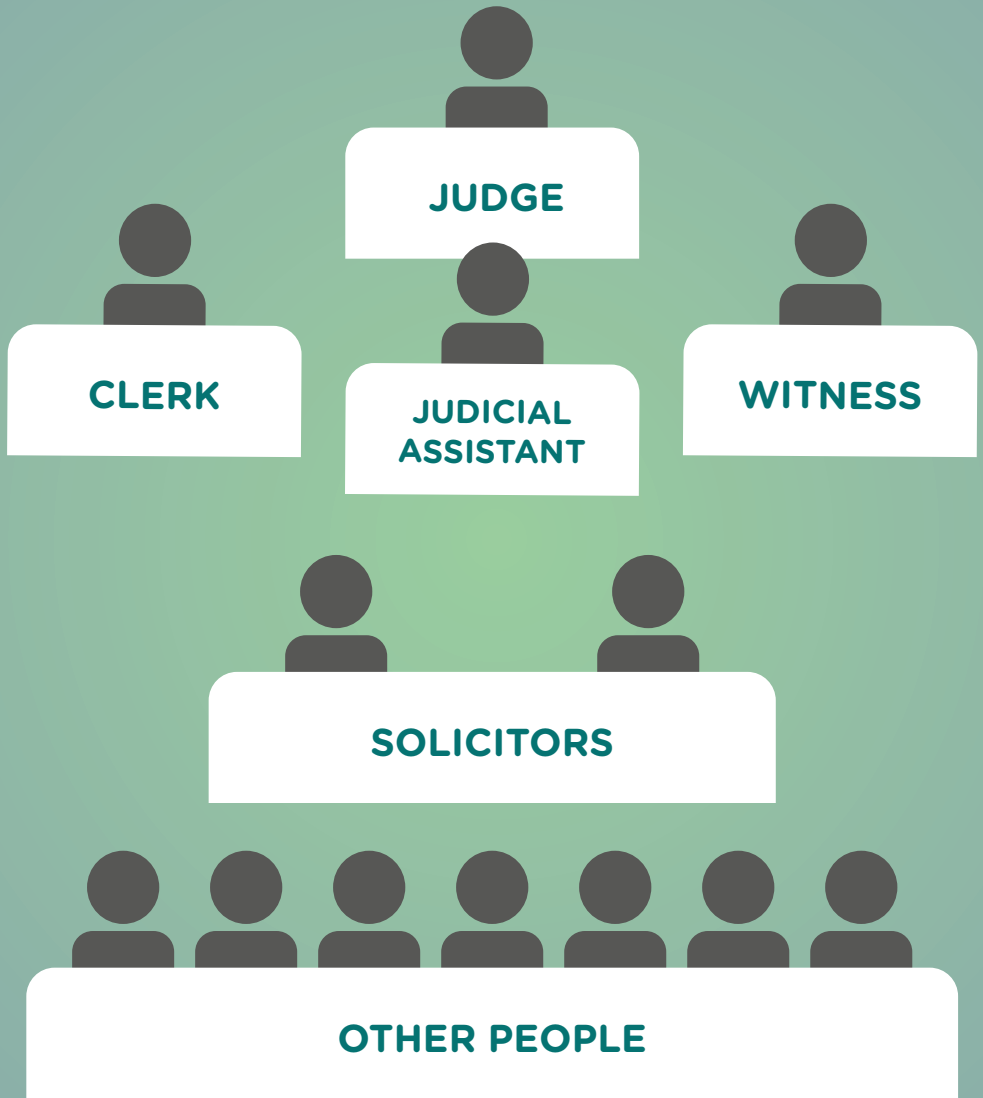 JUDGE
CLERK
JUDICIAL
ASSISTANT
WITNESS
SOLICITORS
OTHER PEOPLE